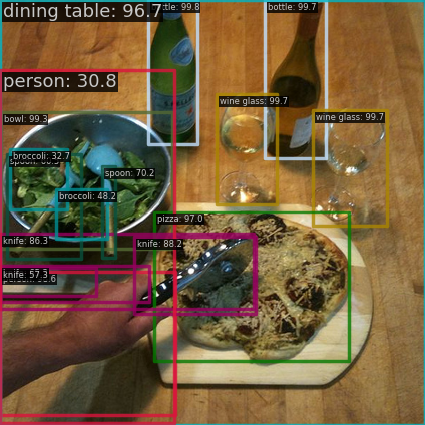 dining table: 96.7
tle: 99.8
bottle: 99.7
person: 30.8
wine glass: 99.7
wine glass: 99.7
bowl: 99.3
broccoli: 32.7
spoon: 70.2
broccoli: 48.2
pizza: 97.0
knife: 86.3
knife: 88.2
knife: 57.3